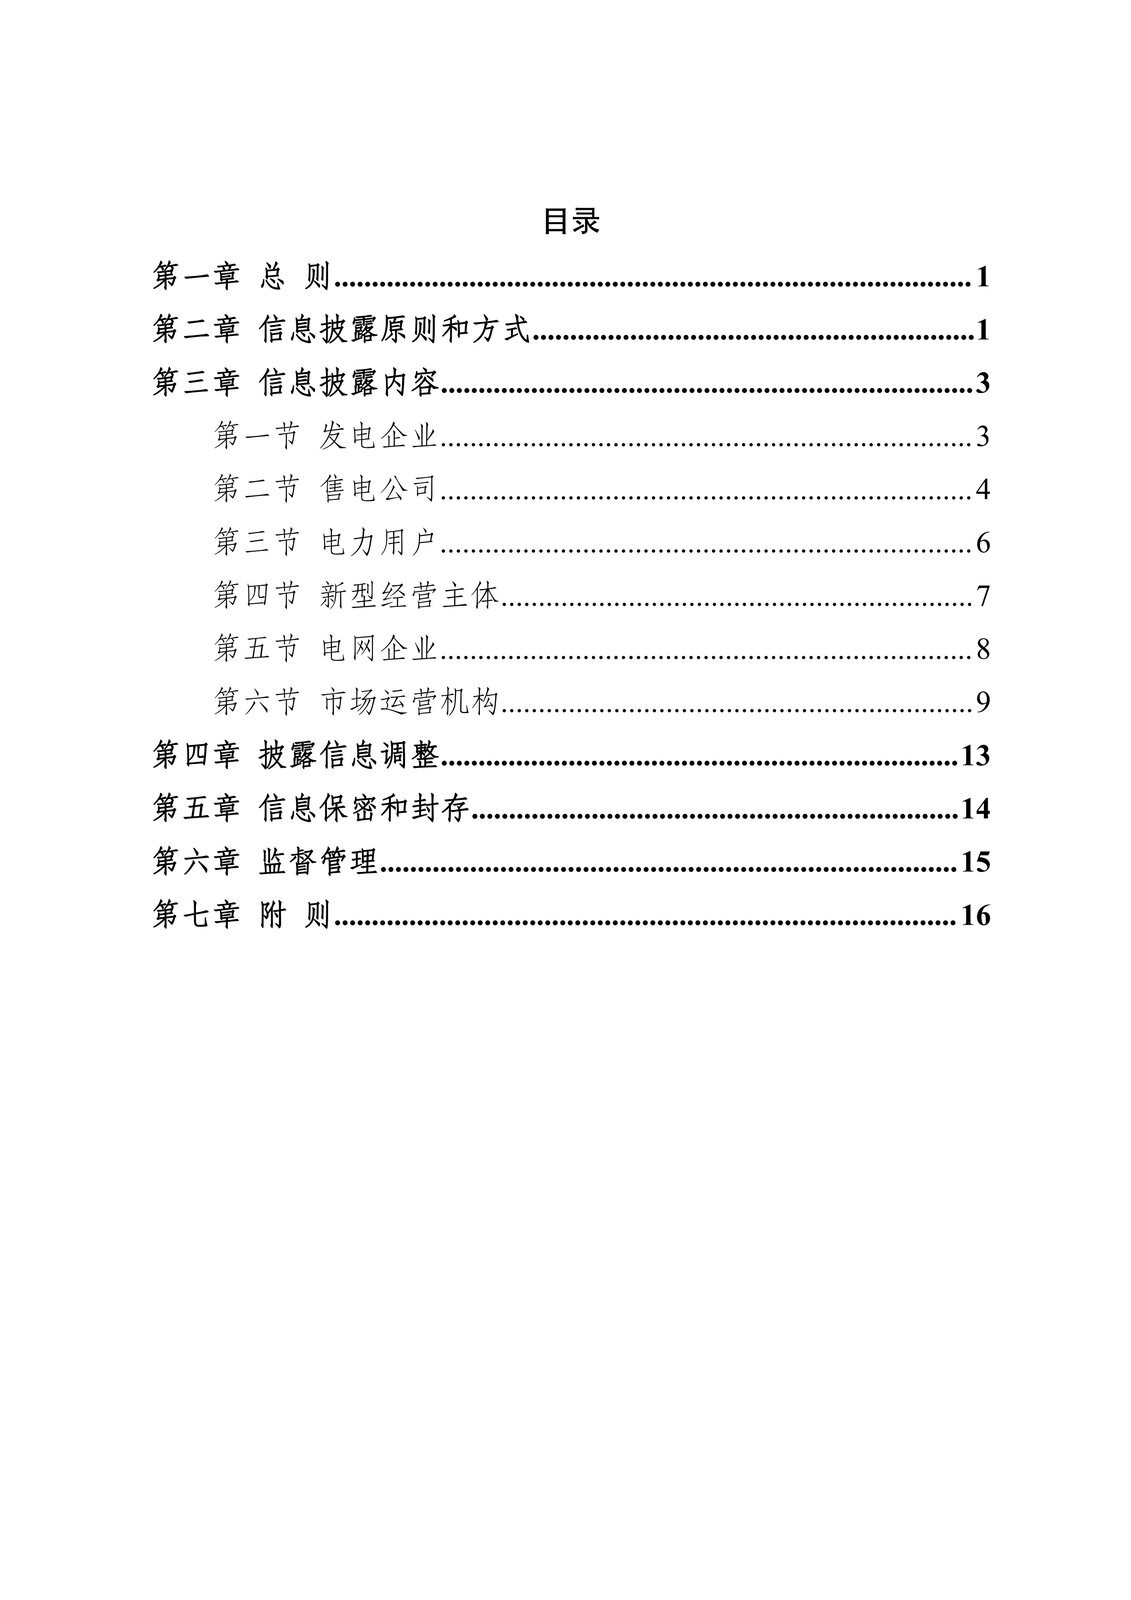 目录
第一章 总 则........................................................................................1
第二章 信息披露原则和方式............................................................1
第三章 信息披露内容........................................................................3
第一节 发电企业........................................................................3
第二节 售电公司........................................................................4
第三节 电力用户........................................................................6
第四节 新型经营主体................................................................7
第五节 电网企业........................................................................8
第六节 市场运营机构................................................................9
第四章 披露信息调整......................................................................13
第五章 信息保密和封存..................................................................14
第六章 监督管理..............................................................................15
第七章 附 则......................................................................................16